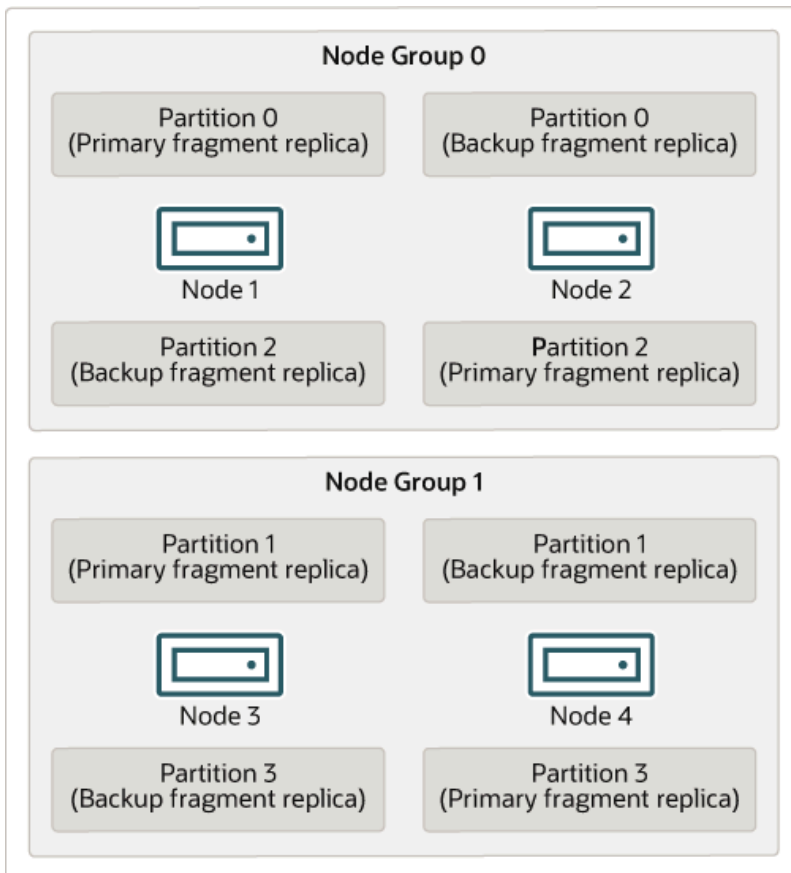 Node Group 0
Partition 0
(Primary fragment replica)
Partition 0
(Backup fragment replica)
Node 1
Node 2
Partition 2
(Backup fragment replica)
Partition 2
(Primary fragment replica)
Node Group 1
Partition 1
(Primary fragment replica)
Partition 1
(Backup fragment replica)
Node 3
Node 4
Partition 3
(Backup fragment replica)
Partition 3
(Primary fragment replica)